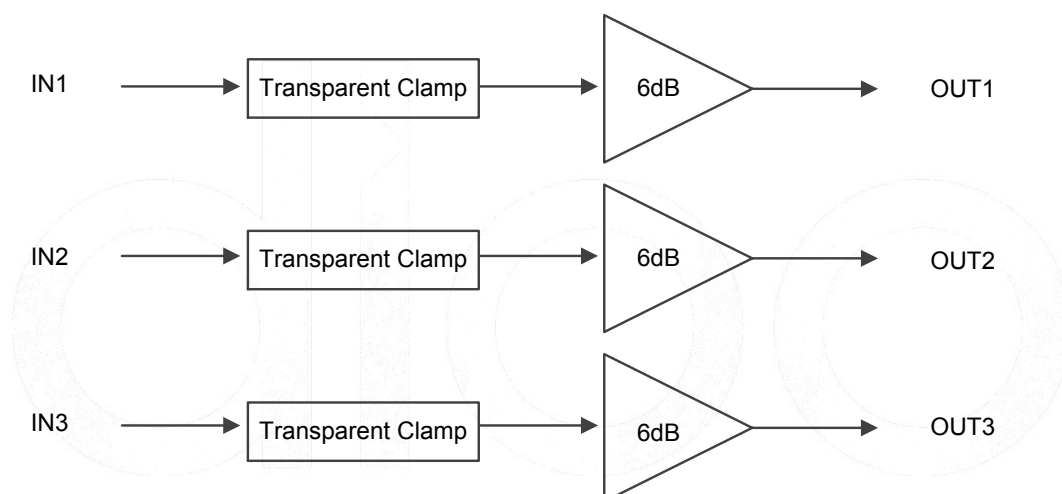 IN1
Transparent Clamp
6dB
OUT1
IN2
Transparent Clamp
6dB
OUT2
IN3
Transparent Clamp
6dB
OUT3